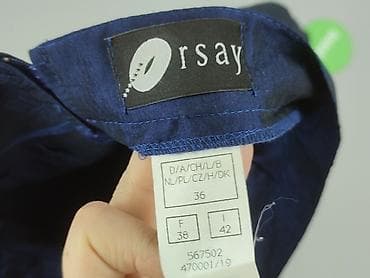 Orsay
D/A/CH/L/B
NL/PL/CZ/H/DK
36
F
38
I
42
567502
470001/19